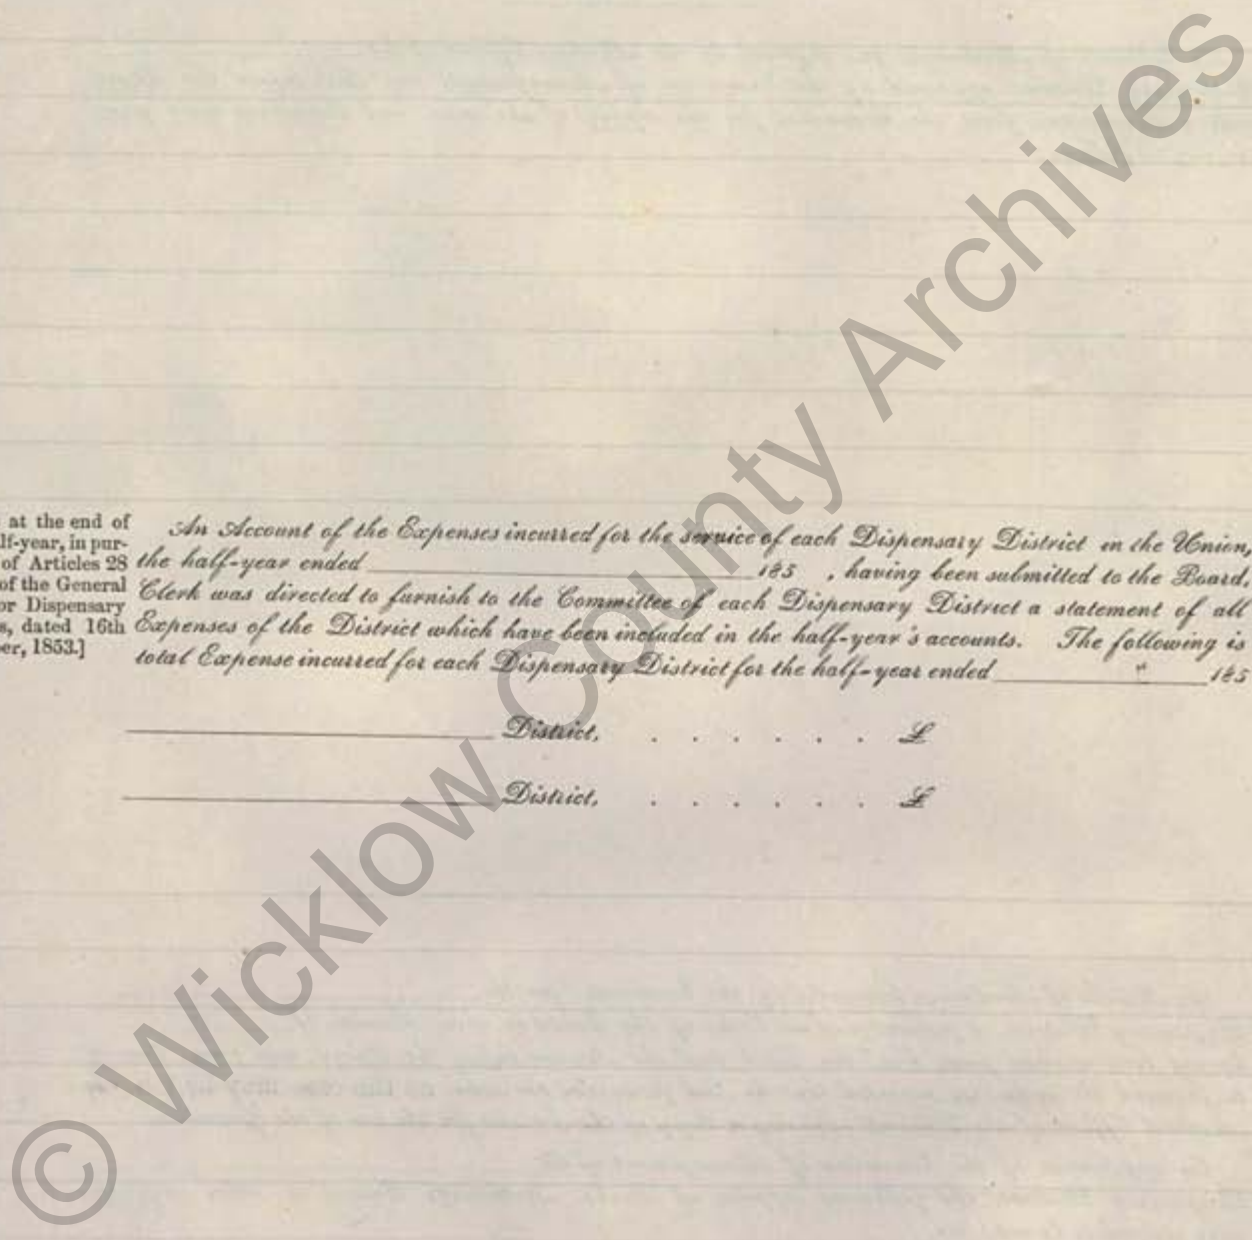 at the end of
lf-year, in pur-
of Articles 28
of the General
or Dispensary
s, dated 16th
er, 1853.]
An Account of the Expenses incurred for the service of each Dispensary District in the Union,
the half-year ended 185 , having been submitted to the Board,
Clerk was directed to furnish to the Committee of each Dispensary District a statement of all
Expenses of the District which have been included in the half-year's accounts. The following is
total Expense incurred for each Dispensary District for the half-year ended 185
District, . . . . . . £
District, . . . . . . £
© Wicklow County Archives